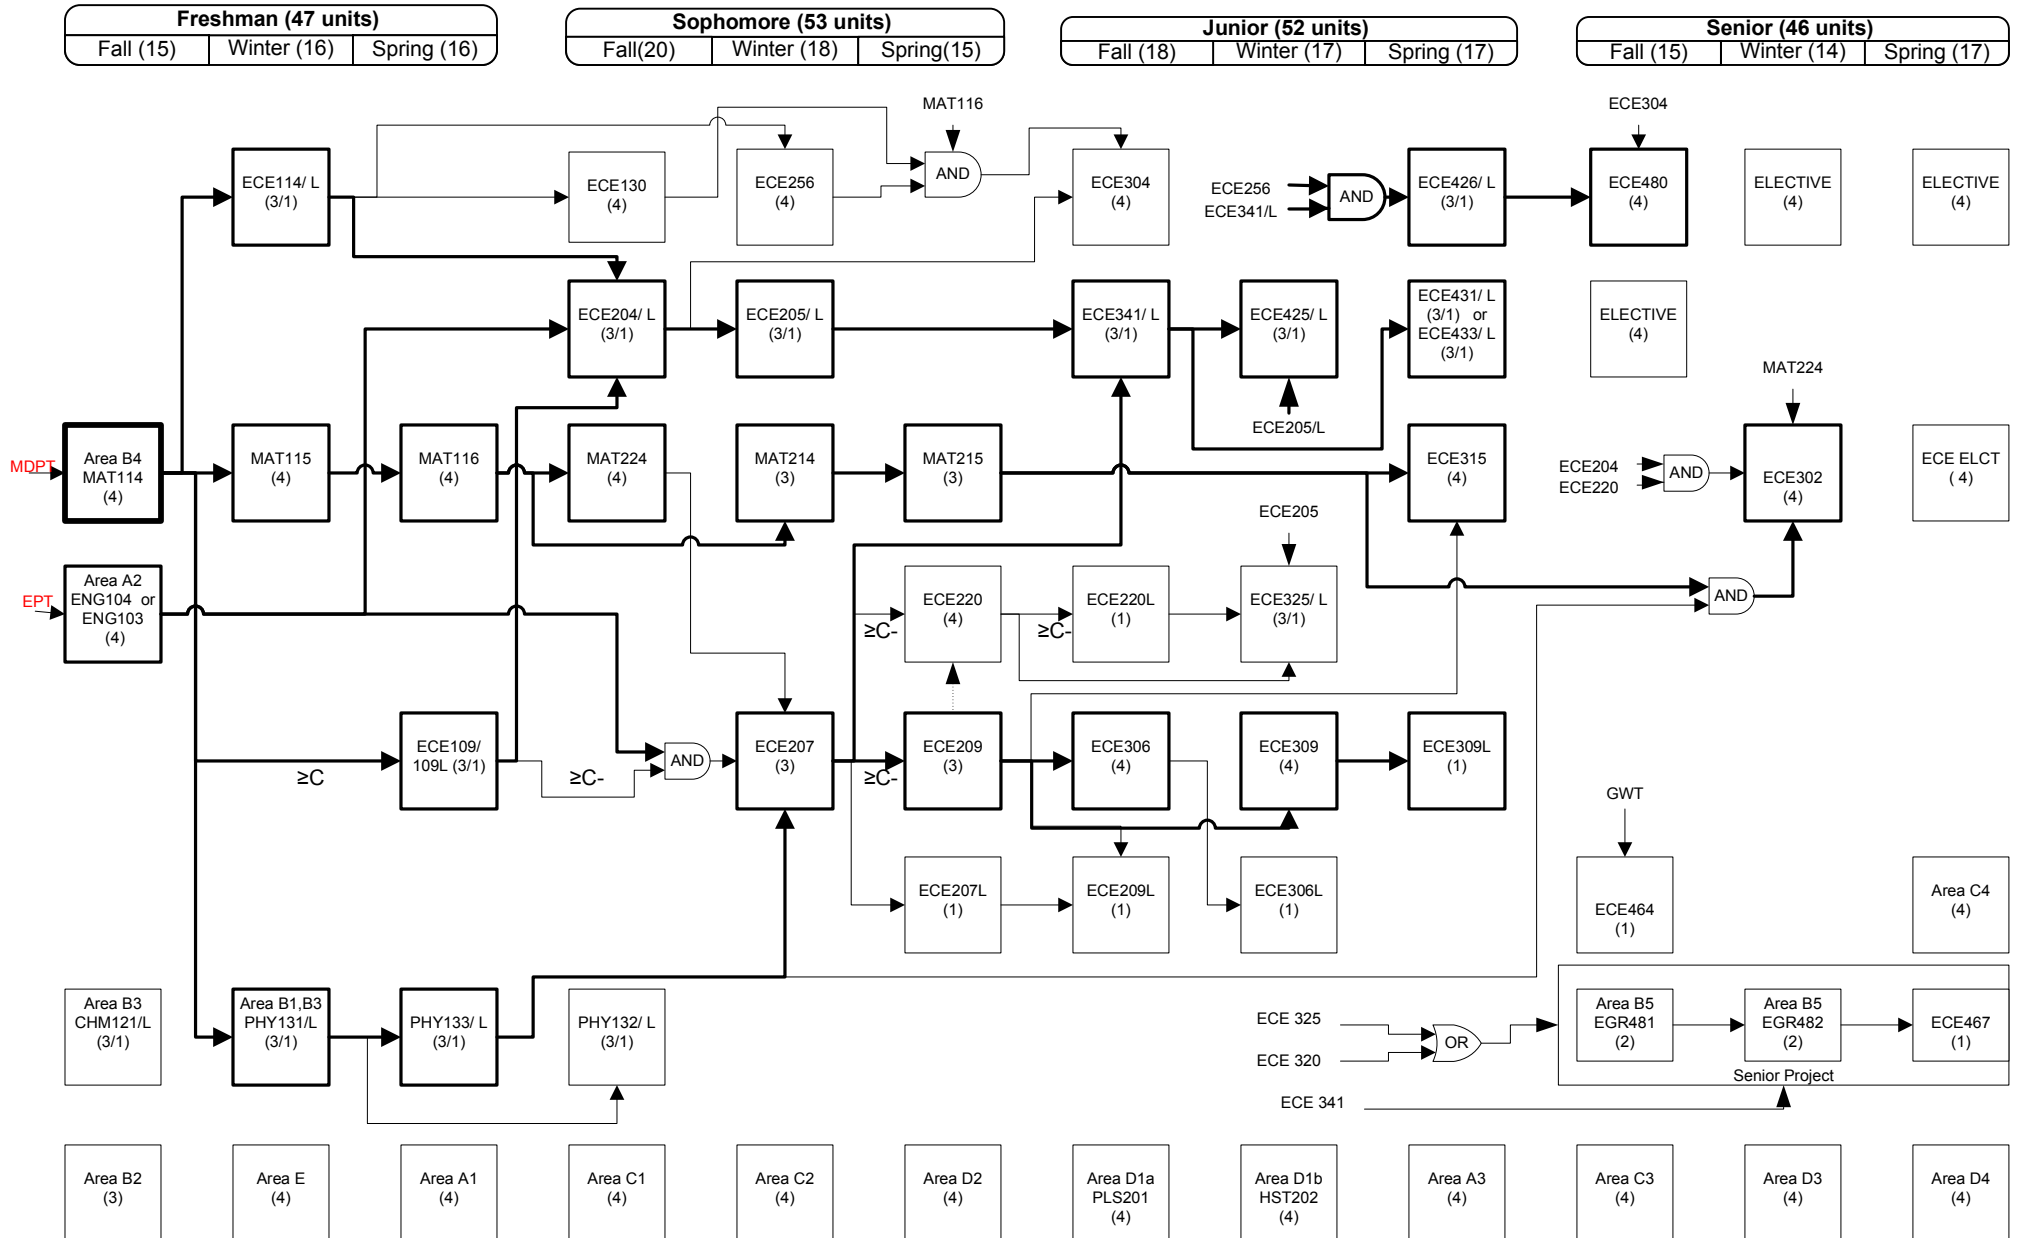 Freshman (47 units)
Fall (15) Winter (16) Spring (16)
Sophomore (53 units)
Fall(20) Winter (18) Spring(15)
Junior (52 units)
Fall (18) Winter (17) Spring (17)
Senior (46 units)
Fall (15) Winter (14) Spring (17)
MAT116
ECE304
ECE114/ L
(3/1)
ECE130
(4)
ECE256
(4)
AND
ECE304
(4)
ECE256
ECE341/L
AND
ECE426/ L
(3/1)
ECE480
(4)
ELECTIVE
(4)
ELECTIVE
(4)
ECE204/ L
(3/1)
ECE205/ L
(3/1)
ECE341/ L
(3/1)
ECE425/ L
(3/1)
ECE431/ L
(3/1) or
ECE433/ L
(3/1)
ELECTIVE
(4)
MAT224
ECE205/L
MDPT
Area B4
MAT114
(4)
MAT115
(4)
MAT116
(4)
MAT224
(4)
MAT214
(3)
MAT215
(3)
ECE315
(4)
ECE204
ECE220
AND
ECE302
(4)
ECE ELCT
( 4)
ECE205
EPT
Area A2
ENG104 or
ENG103
(4)
≥C-
ECE220
(4)
≥C-
ECE220L
(1)
ECE325/ L
(3/1)
AND
≥C
ECE109/
109L (3/1)
≥C-
AND
ECE207
(3)
≥C-
ECE209
(3)
ECE306
(4)
ECE309
(4)
ECE309L
(1)
GWT
ECE207L
(1)
ECE209L
(1)
ECE306L
(1)
ECE464
(1)
Area C4
(4)
Area B3
CHM121/L
(3/1)
Area B1,B3
PHY131/L
(3/1)
PHY133/ L
(3/1)
PHY132/ L
(3/1)
ECE 325
ECE 320
OR
Area B5
EGR481
(2)
Area B5
EGR482
(2)
ECE467
(1)
Senior Project
ECE 341
Area B2
(3)
Area E
(4)
Area A1
(4)
Area C1
(4)
Area C2
(4)
Area D2
(4)
Area D1a
PLS201
(4)
Area D1b
HST202
(4)
Area A3
(4)
Area C3
(4)
Area D3
(4)
Area D4
(4)